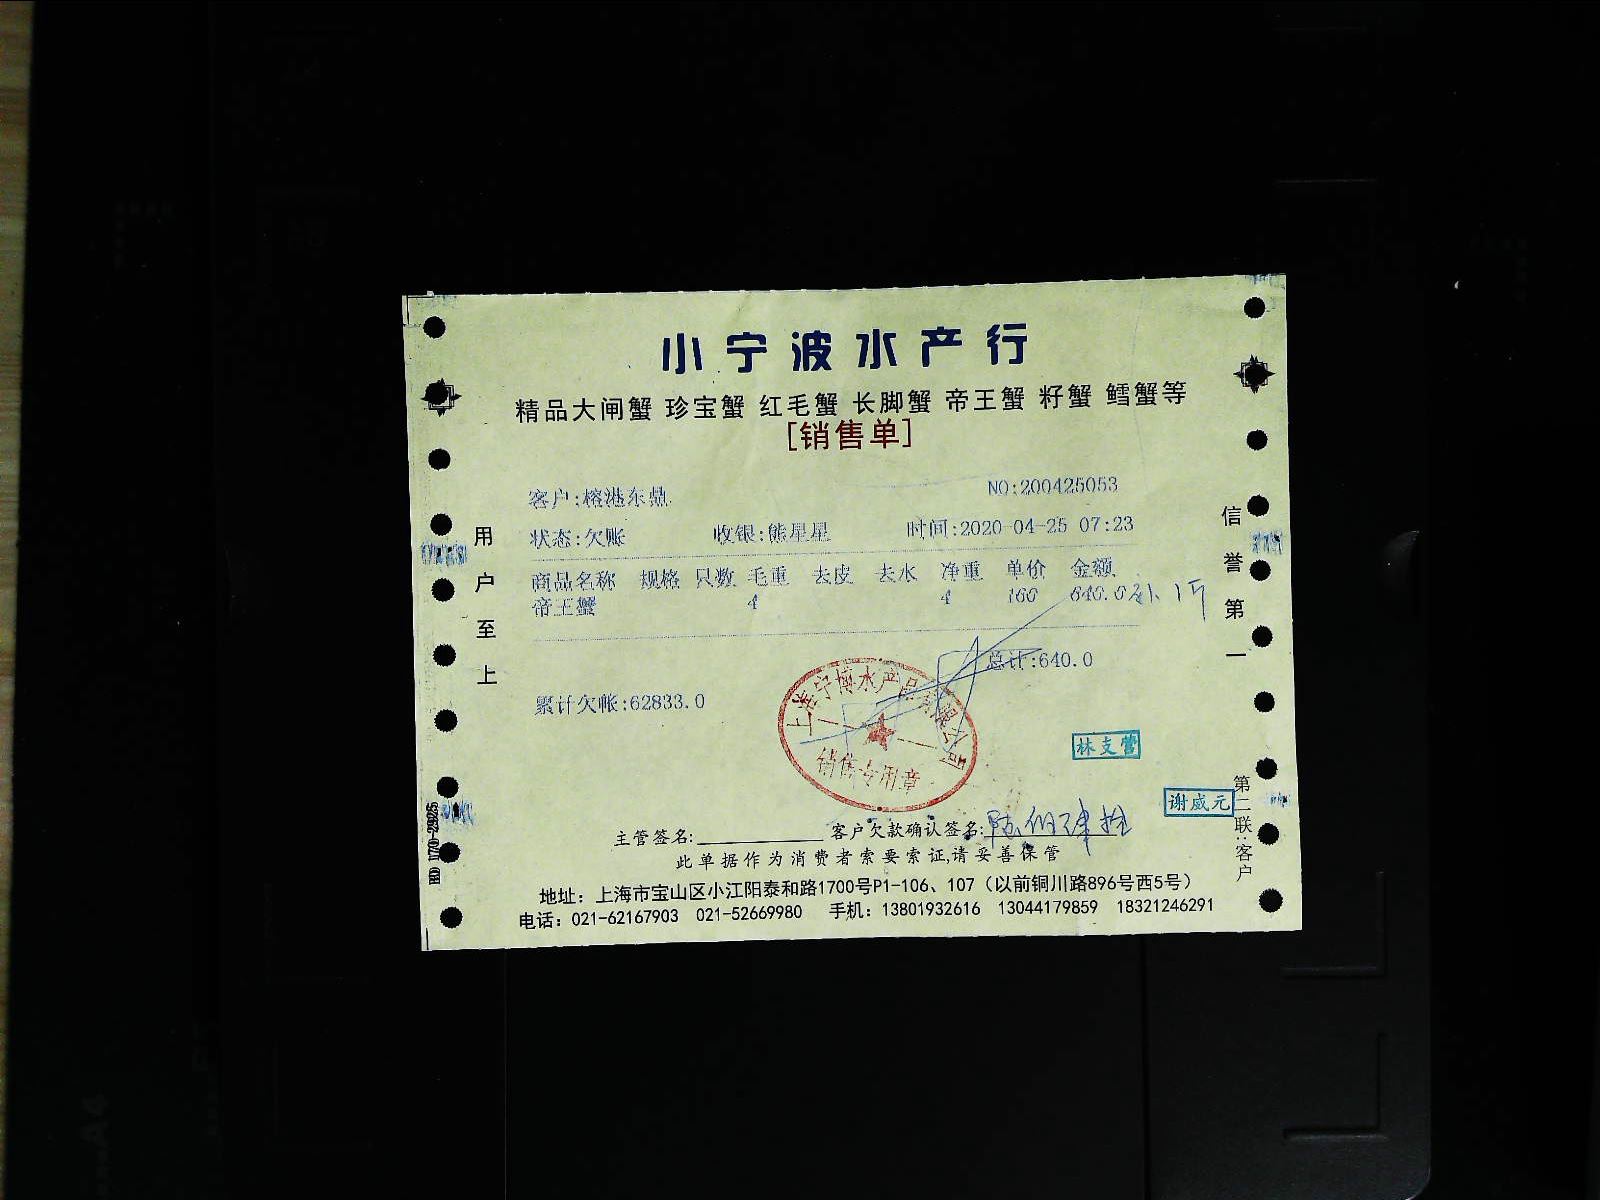 小宁波水产行
精品大闸蟹 珍宝蟹 红毛蟹 长脚蟹 帝王蟹 籽蟹 鳕蟹等
[销售单]
客户:榕港东鼎 NO:200425053
状态:欠账 收银:熊星星 时间:2020-04-25 07:23
商品名称 规格 只数 毛重 去皮 去水 净重 单价 金额
帝王蟹 4 4 160 640.0
总计:640.0
累计欠帐:62833.0
用户至上
信誉第一
销售专用章
林支营
谢威元
第二联:客户
主管签名: 客户欠款确认签名:
此单据作为消费者索要索证,请妥善保管
地址：上海市宝山区小江阳泰和路1700号P1-106、107（以前铜川路896号西5号）
电话：021-62167903 021-52669980 手机：13801932616 13044179859 18321246291